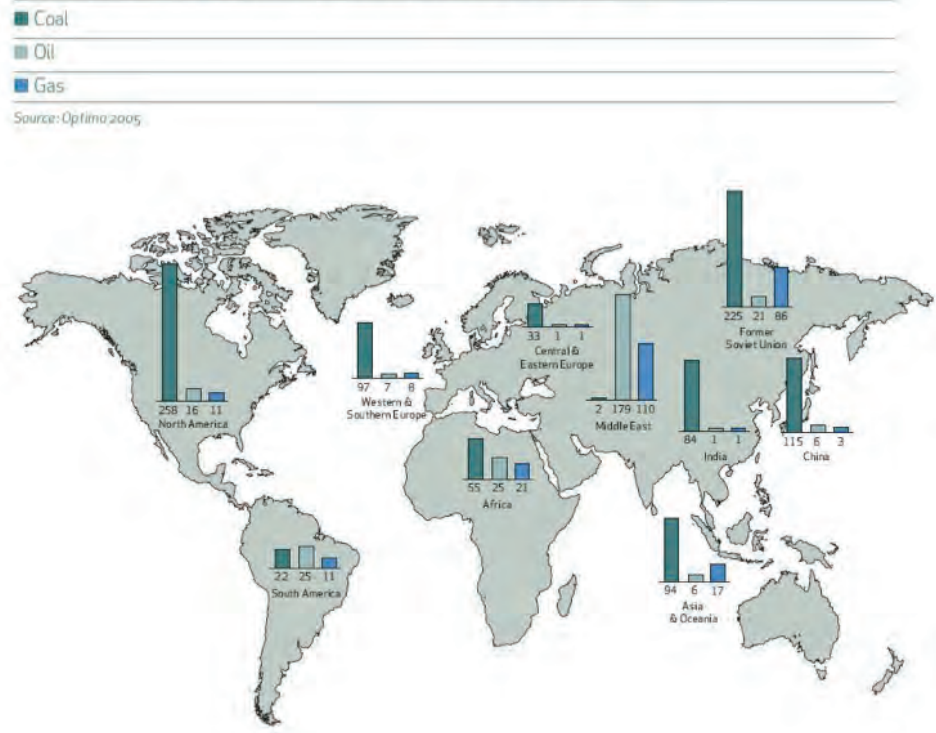 Coal
Oil
Gas
Source: Optima 2005
225 21 86
Former
Soviet Union
33 1 1
Central &
Eastern Europe
97 7 8
Western &
Southern Europe
258 16 11
North America
2 179 110
Middle East
84 1 1
India
115 6 3
China
55 25 21
Africa
22 25 11
South America
94 6 17
Asia
& Oceania